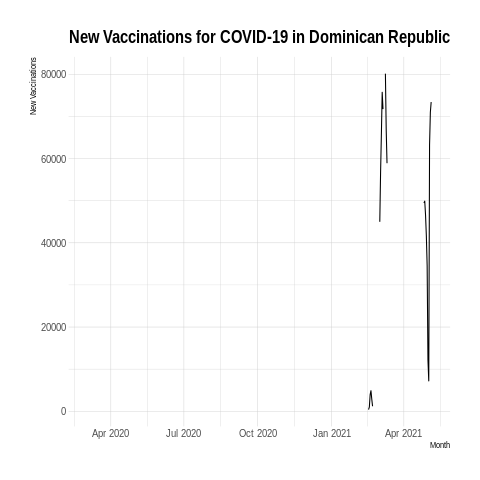 New Vaccinations for COVID-19 in Dominican Republic
New Vaccinations
80000
60000
40000
20000
0
Apr 2020 Jul 2020 Oct 2020 Jan 2021 Apr 2021
Month